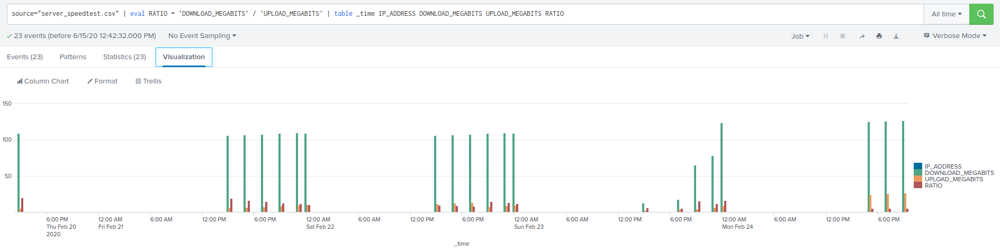 source="server_speedtest.csv" | eval RATIO = 'DOWNLOAD_MEGABITS' / 'UPLOAD_MEGABITS' | table _time IP_ADDRESS DOWNLOAD_MEGABITS UPLOAD_MEGABITS RATIO
All time
23 events (before 6/15/20 12:42:32.000 PM)
No Event Sampling
Job
Verbose Mode
Events (23)
Patterns
Statistics (23)
Visualization
Column Chart
Format
Trellis
150
100
50
IP_ADDRESS
DOWNLOAD_MEGABITS
UPLOAD_MEGABITS
RATIO
6:00 PM
Thu Feb 20
2020
12:00 AM
Fri Feb 21
6:00 AM
12:00 PM
6:00 PM
12:00 AM
Sat Feb 22
6:00 AM
12:00 PM
6:00 PM
12:00 AM
Sun Feb 23
6:00 AM
12:00 PM
6:00 PM
12:00 AM
Mon Feb 24
6:00 AM
12:00 PM
6:00 PM
_time